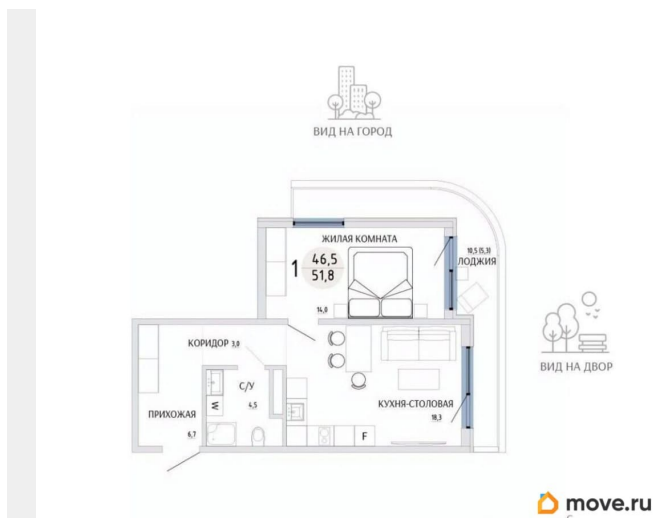 ВИД НА ГОРОД
ЖИЛАЯ КОМНАТА
1
46,5
51,8
10,5 (5,3)
ЛОДЖИЯ
14,0
КОРИДОР 3,0
С/У
4,5
W
ПРИХОЖАЯ
6,7
КУХНЯ-СТОЛОВАЯ
18,3
F
ВИД НА ДВОР
move.ru